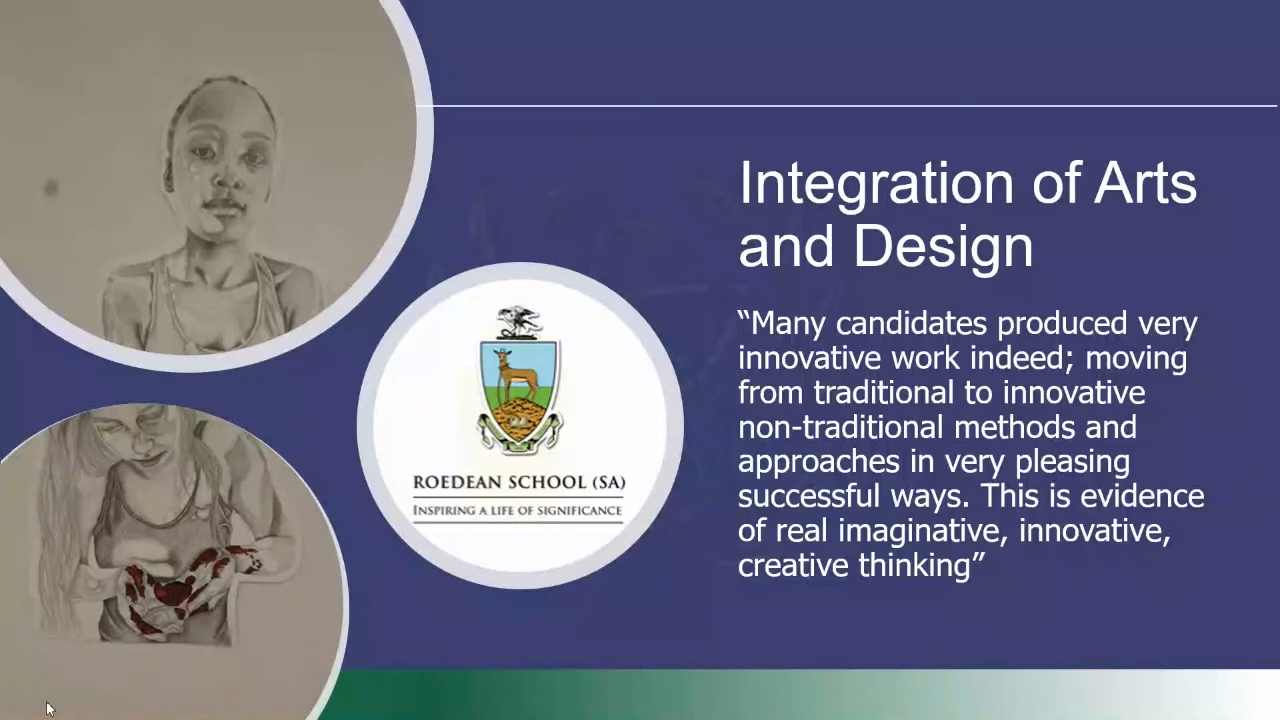 Integration of Arts
and Design
“Many candidates produced very
innovative work indeed; moving
from traditional to innovative
non-traditional methods and
approaches in very pleasing
successful ways. This is evidence
of real imaginative, innovative,
creative thinking”
ROEDEAN SCHOOL (SA)
INSPIRING A LIFE OF SIGNIFICANCE